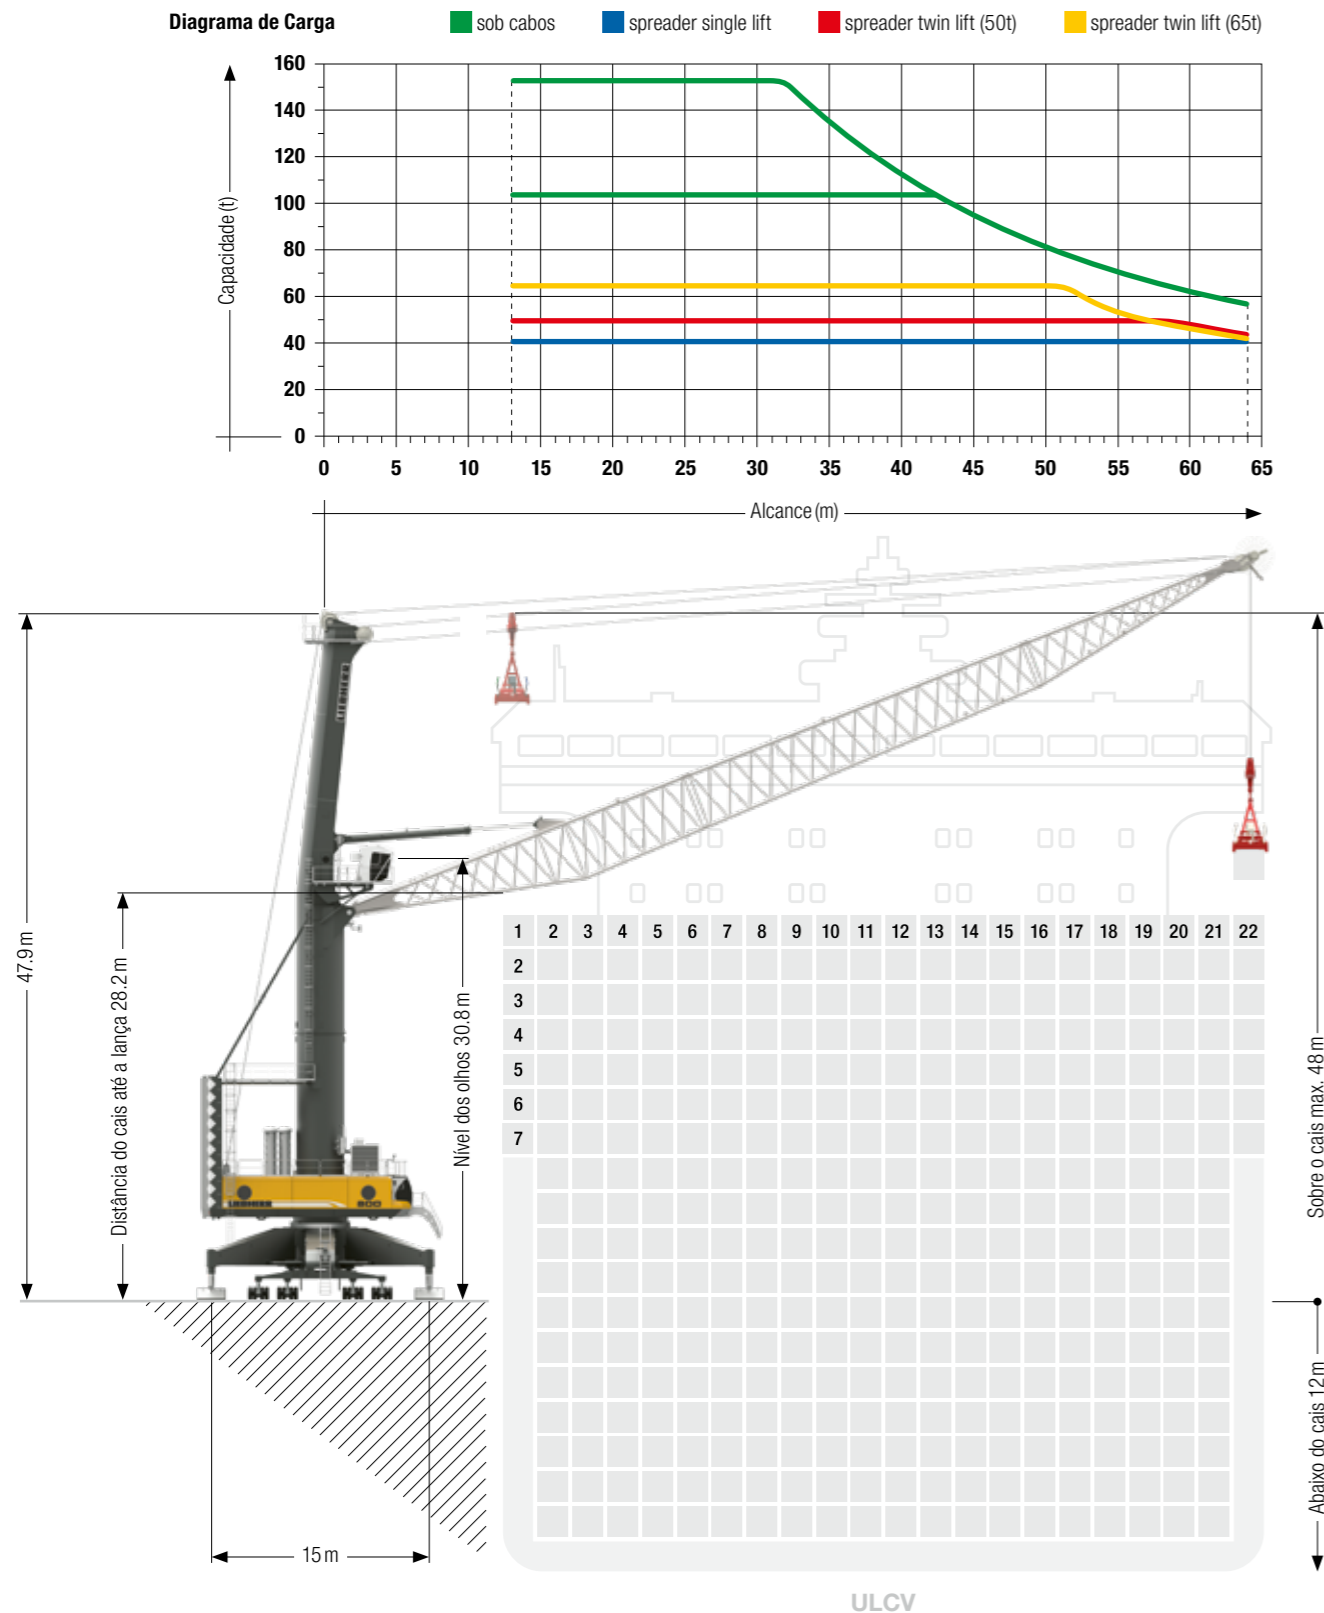 Diagrama de Carga
sob cabos
spreader single lift
spreader twin lift (50t)
spreader twin lift (65t)
160
140
120
100
80
60
40
20
0
Capacidade (t)
0 5 10 15 20 25 30 35 40 45 50 55 60 65
Alcance (m)
47.9 m
Distância do cais até a lança 28.2 m
Nível dos olhos 30.8 m
LIEBHERR
LIEBHERR
800
1 2 3 4 5 6 7 8 9 10 11 12 13 14 15 16 17 18 19 20 21 22
2
3
4
5
6
7
Sobre o cais max. 48 m
Abaixo do cais 12 m
15 m
ULCV